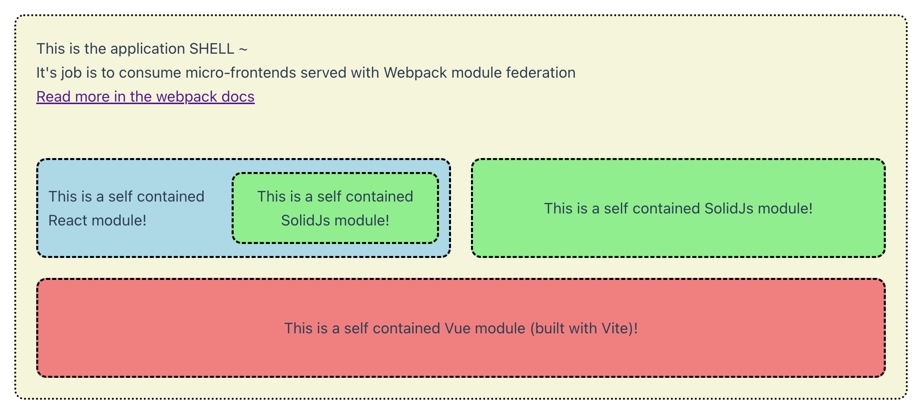 This is the application SHELL ~
It's job is to consume micro-frontends served with Webpack module federation
Read more in the webpack docs
This is a self contained
React module!
This is a self contained
SolidJs module!
This is a self contained SolidJs module!
This is a self contained Vue module (built with Vite)!